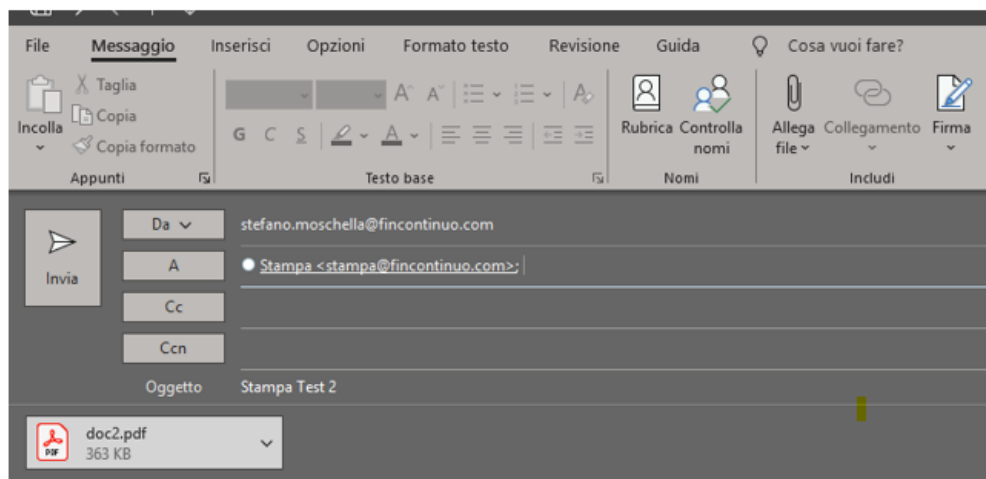 File Messaggio Inserisci Opzioni Formato testo Revisione Guida Cosa vuoi fare?
Incolla
Taglia
Copia
Copia formato
Appunti
G C S A A A A
Testo base
Rubrica Controlla nomi
Nomi
Allega file Collegamento Firma
Includi
Invia
Da stefano.moschella@fincontinuo.com
A Stampa <stampa@fincontinuo.com>;
Cc
Ccn
Oggetto Stampa Test 2
PDF
doc2.pdf
363 KB